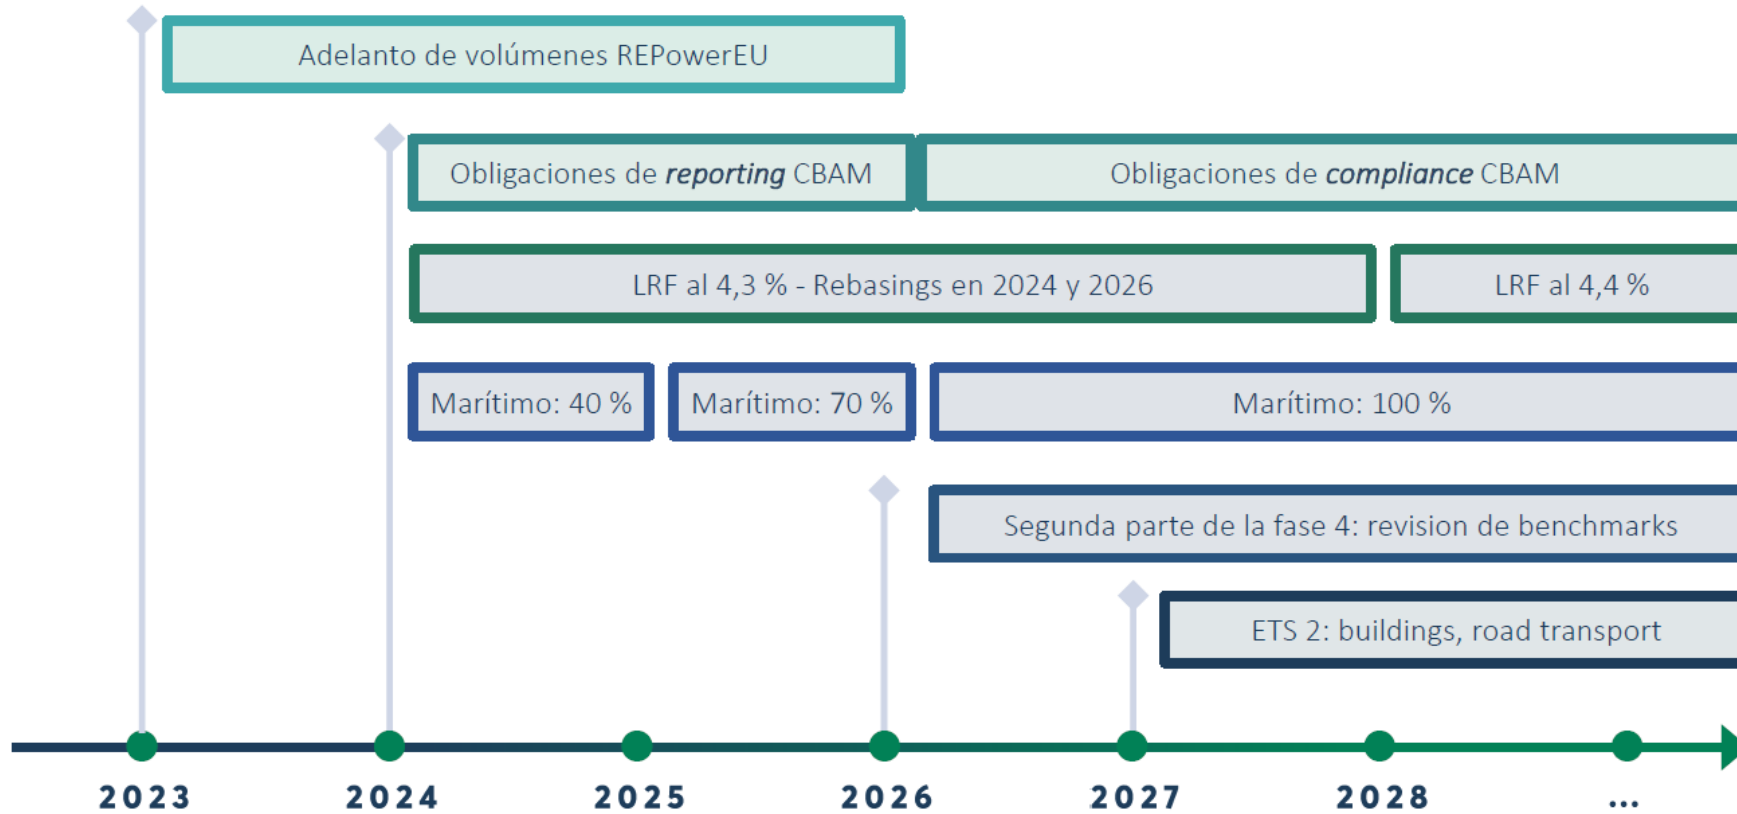 Adelanto de volúmenes REPowerEU
Obligaciones de reporting CBAM
Obligaciones de compliance CBAM
LRF al 4,3 % - Rebasings en 2024 y 2026
LRF al 4,4 %
Marítimo: 40 %
Marítimo: 70 %
Marítimo: 100 %
Segunda parte de la fase 4: revision de benchmarks
ETS 2: buildings, road transport
2023
2024
2025
2026
2027
2028
...